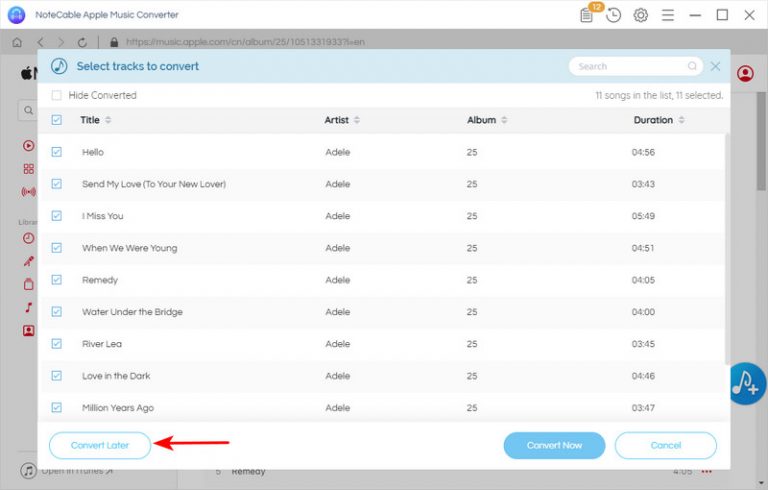 NoteCable Apple Music Converter
12
https://music.apple.com/cn/album/25/1051331933?l=en
Select tracks to convert
Search
Hide Converted
11 songs in the list, 11 selected.
Title Artist Album Duration
Hello Adele 25 04:56
Send My Love (To Your New Lover) Adele 25 03:43
I Miss You Adele 25 05:49
When We Were Young Adele 25 04:51
Remedy Adele 25 04:05
Water Under the Bridge Adele 25 04:00
River Lea Adele 25 03:45
Love in the Dark Adele 25 04:46
Million Years Ago Adele 25 03:47
Convert Later
Convert Now
Cancel
Open in iTunes
5 Remedy 4:05